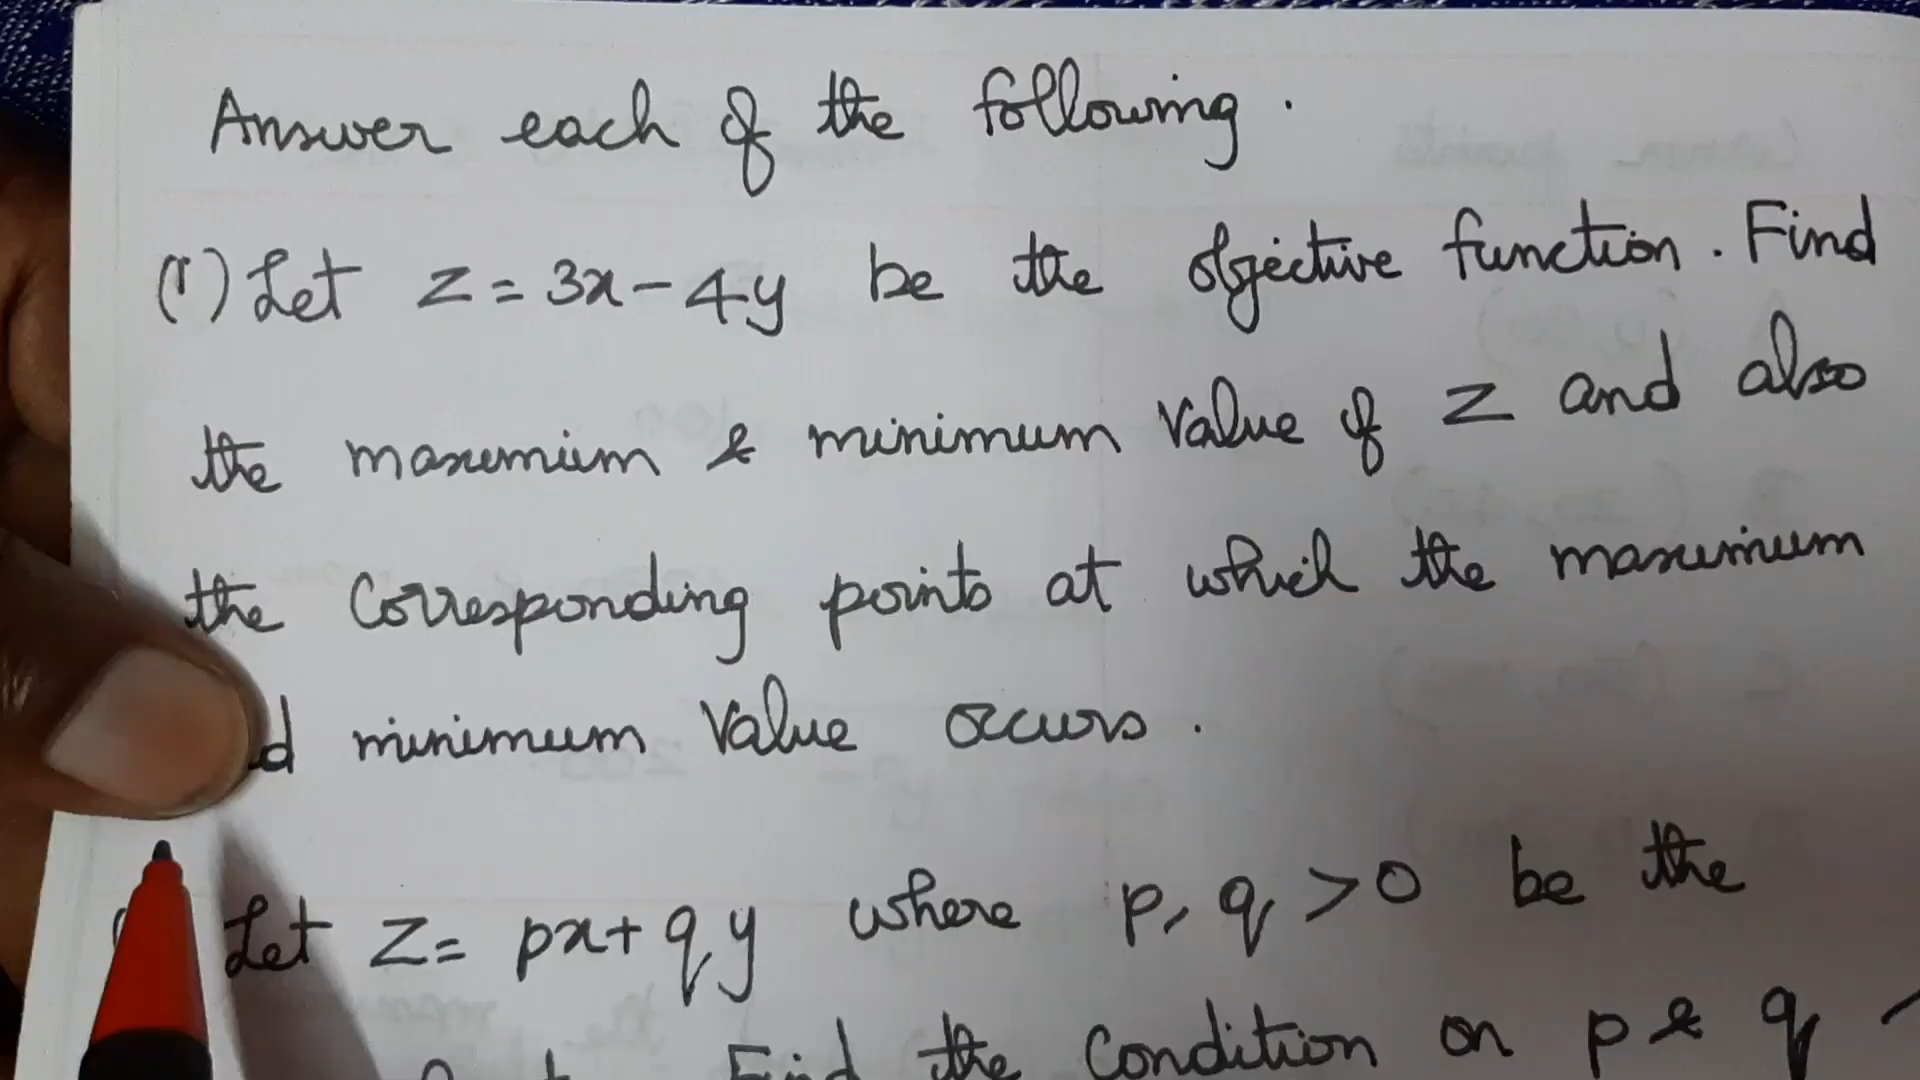 Answer each of the following.
(i) Let z = 3x - 4y be the objective function. Find
the maximum & minimum value of z and also
the corresponding points at which the maximum
d minimum value occurs.
Let z = px + qy where p, q > 0 be the
Find the condition on p & q